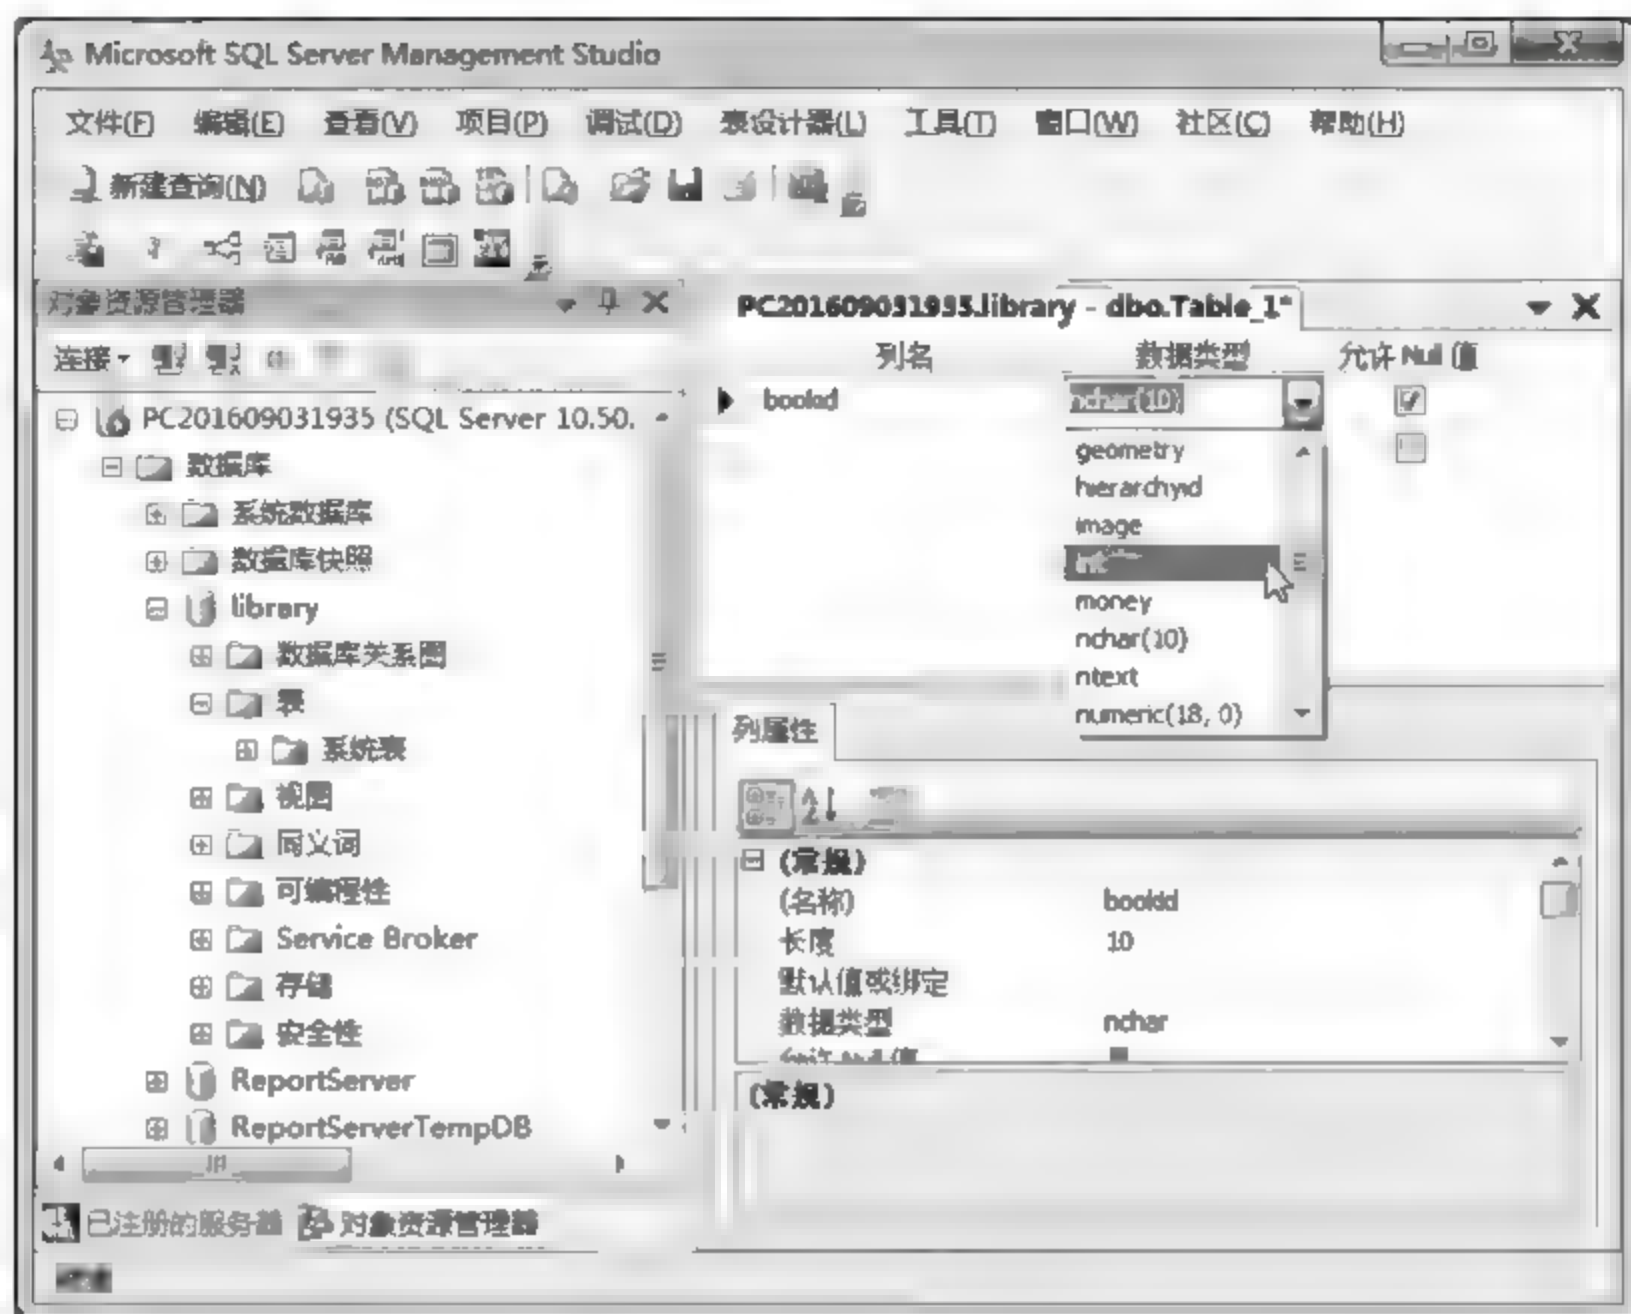 Microsoft SQL Server Management Studio
文件(F) 编辑(E) 查看(V) 项目(P) 调试(D) 表设计器(L) 工具(T) 窗口(W) 社区(C) 帮助(H)
新建查询(N)
对象资源管理器
连接
PC201609031935 (SQL Server 10.50.
数据库
系统数据库
数据库快照
library
数据库关系图
表
系统表
视图
同义词
可编程性
Service Broker
存储
安全性
ReportServer
ReportServerTempDB
已注册的服务器 对象资源管理器
PC201609031935.library - dbo.Table_1*
列名 数据类型 允许 Null 值
bookid nchar(10)
geometry
hierarchyid
image
int
money
nchar(10)
ntext
numeric(18, 0)
列属性
(常规)
(名称) bookid
长度 10
默认值或绑定
数据类型 nchar
允许 Null 值
(常规)